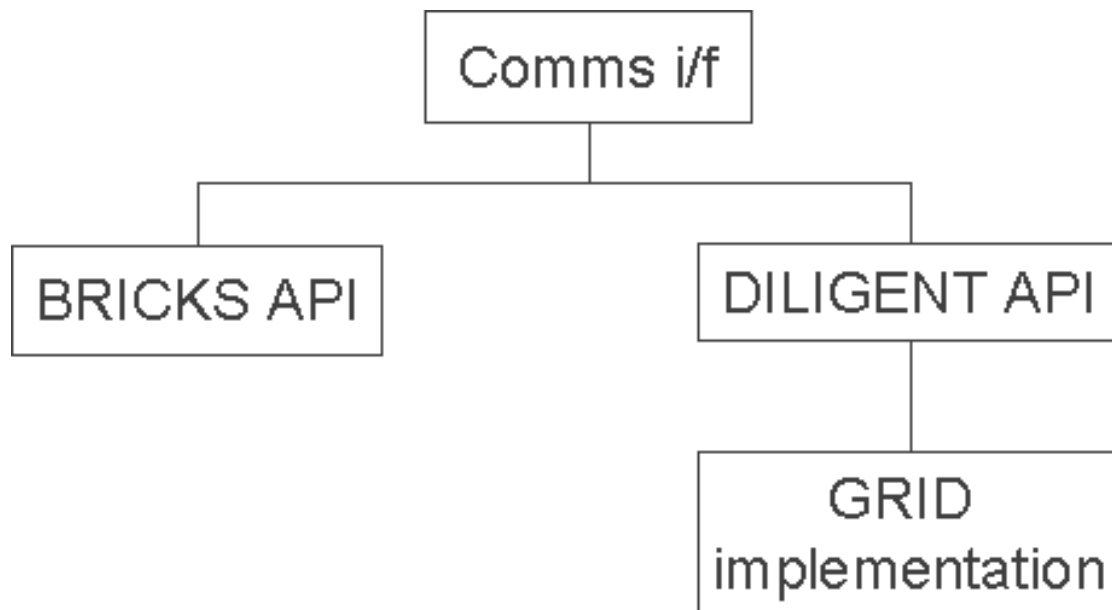 Comms i/f
BRICKS API
DILIGENT API
GRID
implementation